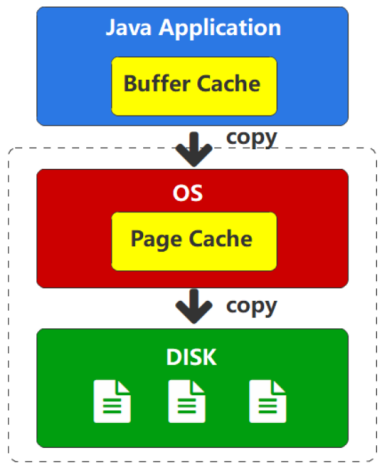 Java Application
Buffer Cache
copy
OS
Page Cache
copy
DISK